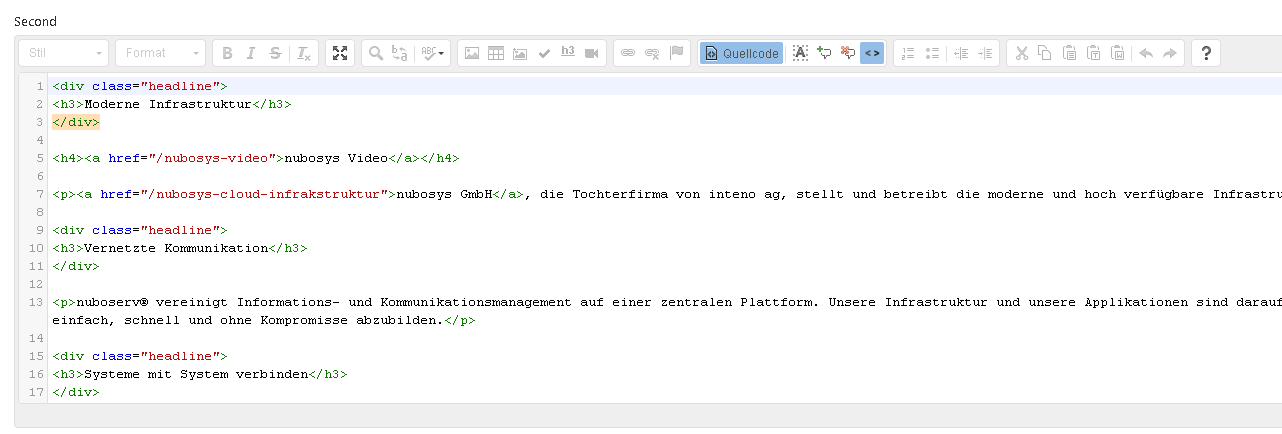 Second
Stil Format B I S Tx ABC h3 Quellcode A <> ?
1 <div class="headline">
2 <h3>Moderne Infrastruktur</h3>
3 </div>
4
5 <h4><a href="/nubosys-video">nubosys Video</a></h4>
6
7 <p><a href="/nubosys-cloud-infrakstruktur">nubosys GmbH</a>, die Tochterfirma von inteno ag, stellt und betreibt die moderne und hoch verfügbare Infrastru
8
9 <div class="headline">
10 <h3>Vernetzte Kommunikation</h3>
11 </div>
12
13 <p>nuboserv® vereinigt Informations- und Kommunikationsmanagement auf einer zentralen Plattform. Unsere Infrastruktur und unsere Applikationen sind darauf
einfach, schnell und ohne Kompromisse abzubilden.</p>
14
15 <div class="headline">
16 <h3>Systeme mit System verbinden</h3>
17 </div>